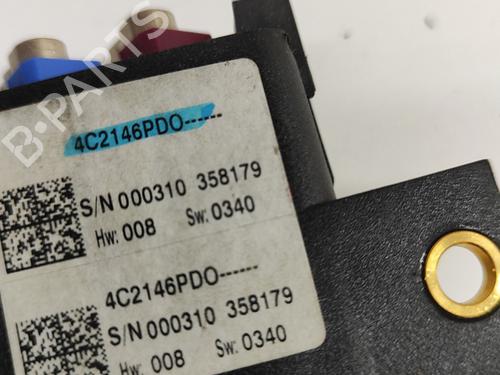 B-PARTS
4C2146PDO------
S/N 000310 358179
Hw: 008 Sw: 0340
4C2146PDO------
S/N 000310 358179
Hw: 008 Sw: 0340